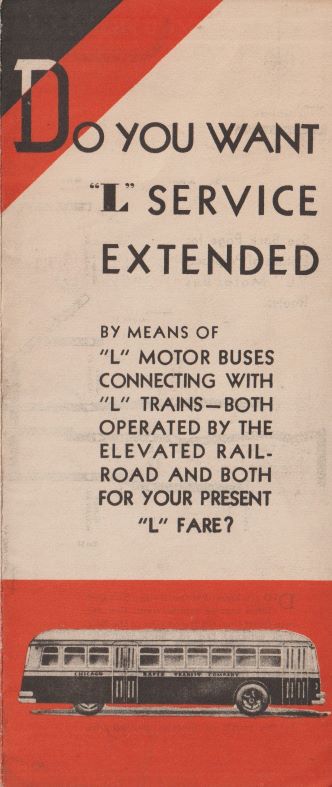 DO YOU WANT
"L" SERVICE
EXTENDED
BY MEANS OF
"L" MOTOR BUSES
CONNECTING WITH
"L" TRAINS—BOTH
OPERATED BY THE
ELEVATED RAIL-
ROAD AND BOTH
FOR YOUR PRESENT
"L" FARE?
CHICAGO RAPID TRANSIT COMPANY